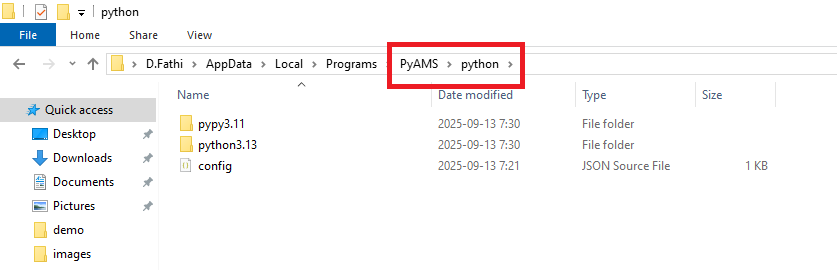 python
File Home Share View
D.Fathi AppData Local Programs PyAMS python
Name Date modified Type Size
Quick access
Desktop
Downloads
Documents
Pictures
demo
images
pypy3.11 2025-09-13 7:30 File folder
python3.13 2025-09-13 7:30 File folder
config 2025-09-13 7:21 JSON Source File 1 KB